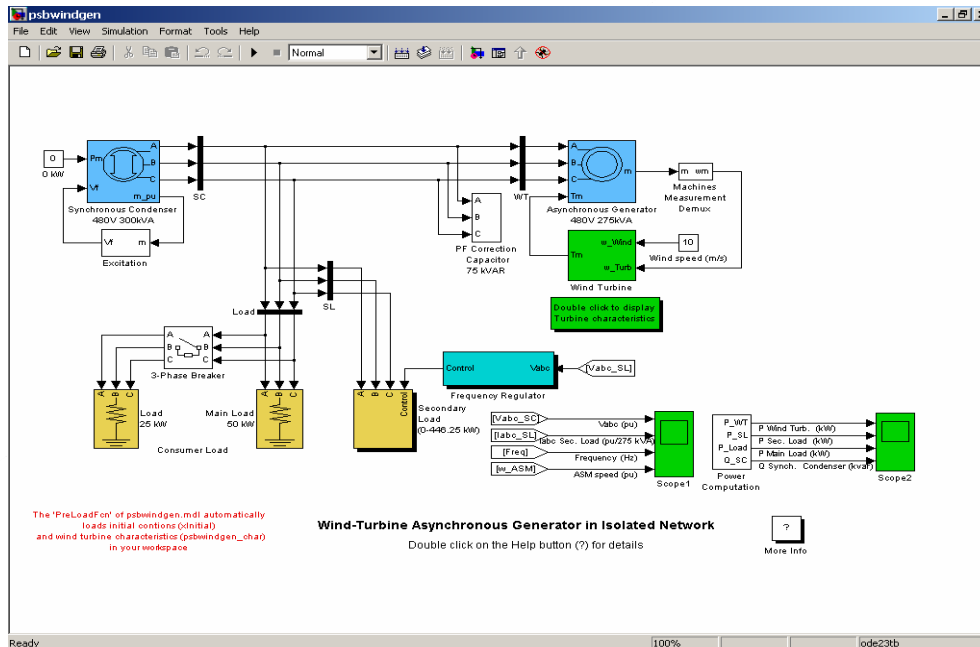 psbwindgen
File Edit View Simulation Format Tools Help
Normal
0
0 kW
Pm
Vf
A
B
C
m_pu
Synchronous Condenser
480V 300kVA
Vf m
Excitation
SC
WT
A
B
C
Tm
m
Asynchronous Generator
480V 275kVA
m wm
Machines
Measurement
Demux
A
B
C
PF Correction
Capacitor
75 kVAR
w_Wind
Tm
w_Turb
Wind Turbine
10
Wind speed (m/s)
Double click to display
Turbine characteristics
SL
Load
A A
B B
C C
3-Phase Breaker
A B C
Load
25 kW
A B C
Main Load
50 kW
Consumer Load
A B C Control
Secondary
Load
(0-446.25 kW)
Control Vabc
Frequency Regulator
[Vabc_SL]
[Vabc_SC]
Vabc (pu)
[Iabc_SL]
Iabc Sec. Load (pu/275 kVA)
[Freq]
Frequency (Hz)
[w_ASM]
ASM speed (pu)
Scope1
P_WT
P_SL
P_Load
Q_SC
Power
Computation
P Wind Turb. (kW)
P Sec. Load (kW)
P Main Load (kW)
Q Synch. Condenser (kvar)
Scope2
The 'PreLoadFcn' of psbwindgen.mdl automatically
loads initial contions (xInitial)
and wind turbine characteristics (psbwindgen_char)
in your workspace
Wind-Turbine Asynchronous Generator in Isolated Network
Double click on the Help button (?) for details
?
More Info
Ready 100% ode23tb